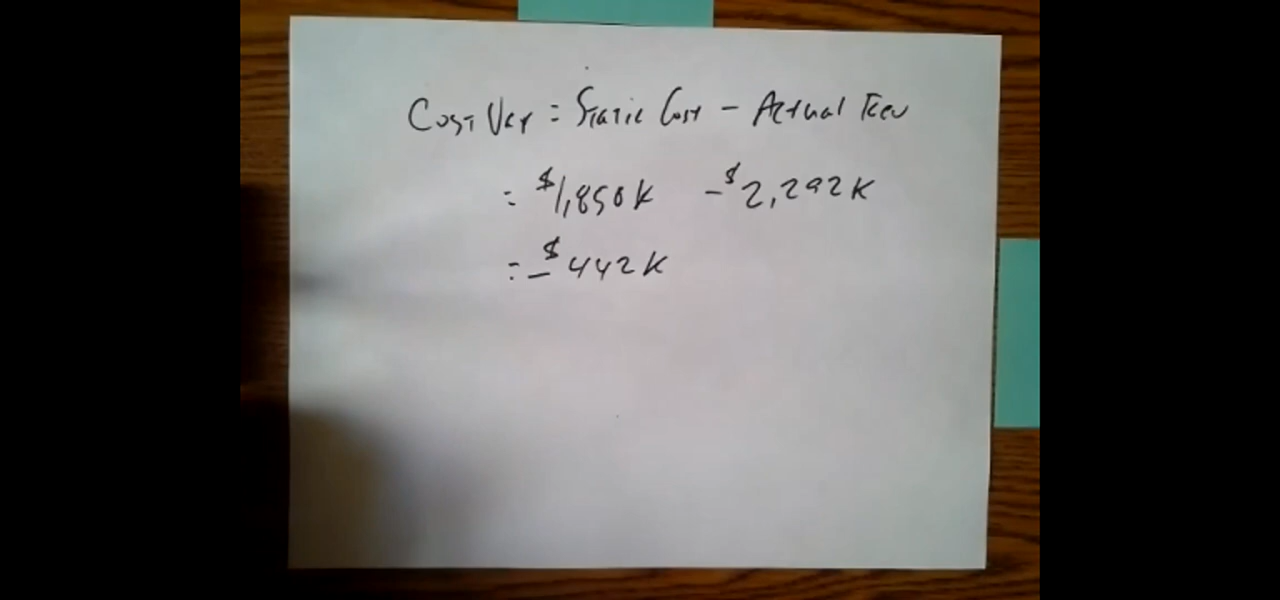 Cost Var = Static Cost - Actual Rev
= $1,850K - $2,292K
= -$442K